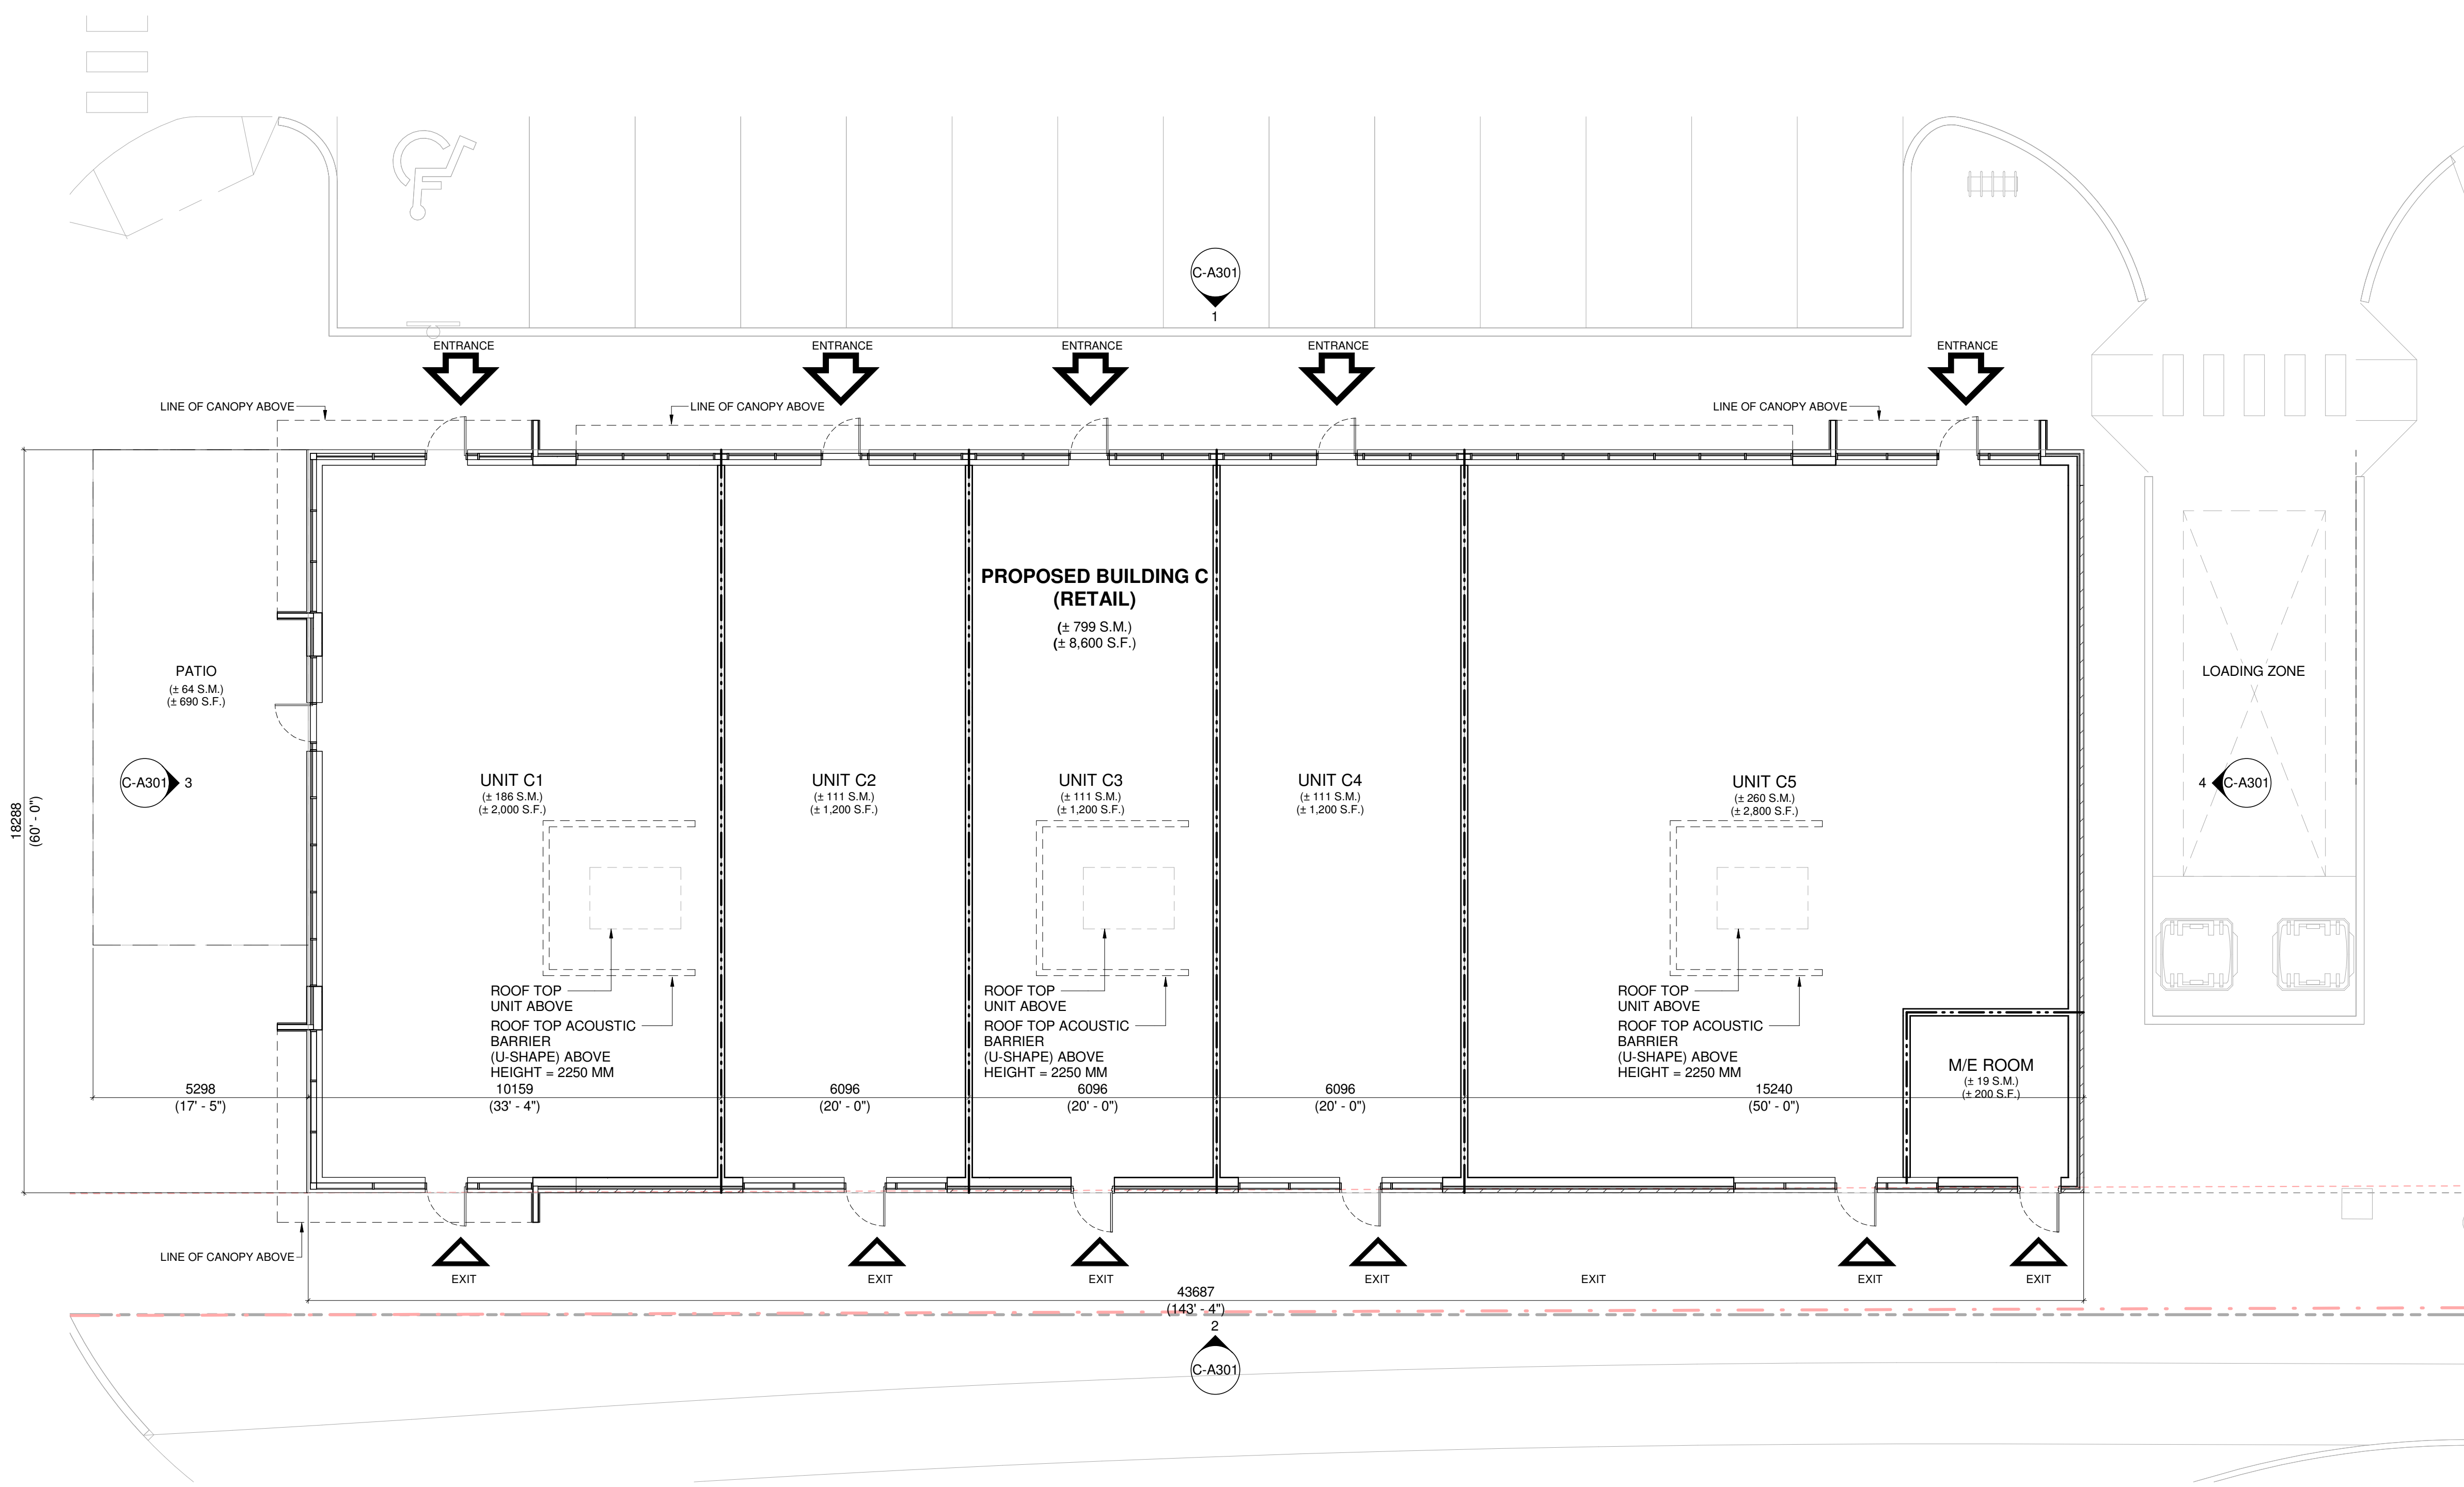 C-A301
1
ENTRANCE
ENTRANCE
ENTRANCE
ENTRANCE
ENTRANCE
LINE OF CANOPY ABOVE
LINE OF CANOPY ABOVE
LINE OF CANOPY ABOVE
PROPOSED BUILDING C
(RETAIL)
(± 799 S.M.)
(± 8,600 S.F.)
PATIO
(± 64 S.M.)
(± 690 S.F.)
LOADING ZONE
C-A301
3
UNIT C1
(± 186 S.M.)
(± 2,000 S.F.)
UNIT C2
(± 111 S.M.)
(± 1,200 S.F.)
UNIT C3
(± 111 S.M.)
(± 1,200 S.F.)
UNIT C4
(± 111 S.M.)
(± 1,200 S.F.)
UNIT C5
(± 260 S.M.)
(± 2,800 S.F.)
4
C-A301
18288
(60' - 0")
ROOF TOP
UNIT ABOVE
ROOF TOP ACOUSTIC
BARRIER
(U-SHAPE) ABOVE
HEIGHT = 2250 MM
ROOF TOP
UNIT ABOVE
ROOF TOP ACOUSTIC
BARRIER
(U-SHAPE) ABOVE
HEIGHT = 2250 MM
ROOF TOP
UNIT ABOVE
ROOF TOP ACOUSTIC
BARRIER
(U-SHAPE) ABOVE
HEIGHT = 2250 MM
M/E ROOM
(± 19 S.M.)
(± 200 S.F.)
5298
(17' - 5")
10159
(33' - 4")
6096
(20' - 0")
6096
(20' - 0")
6096
(20' - 0")
15240
(50' - 0")
LINE OF CANOPY ABOVE
EXIT
EXIT
EXIT
EXIT
EXIT
EXIT
EXIT
43687
(143' - 4")
2
C-A301